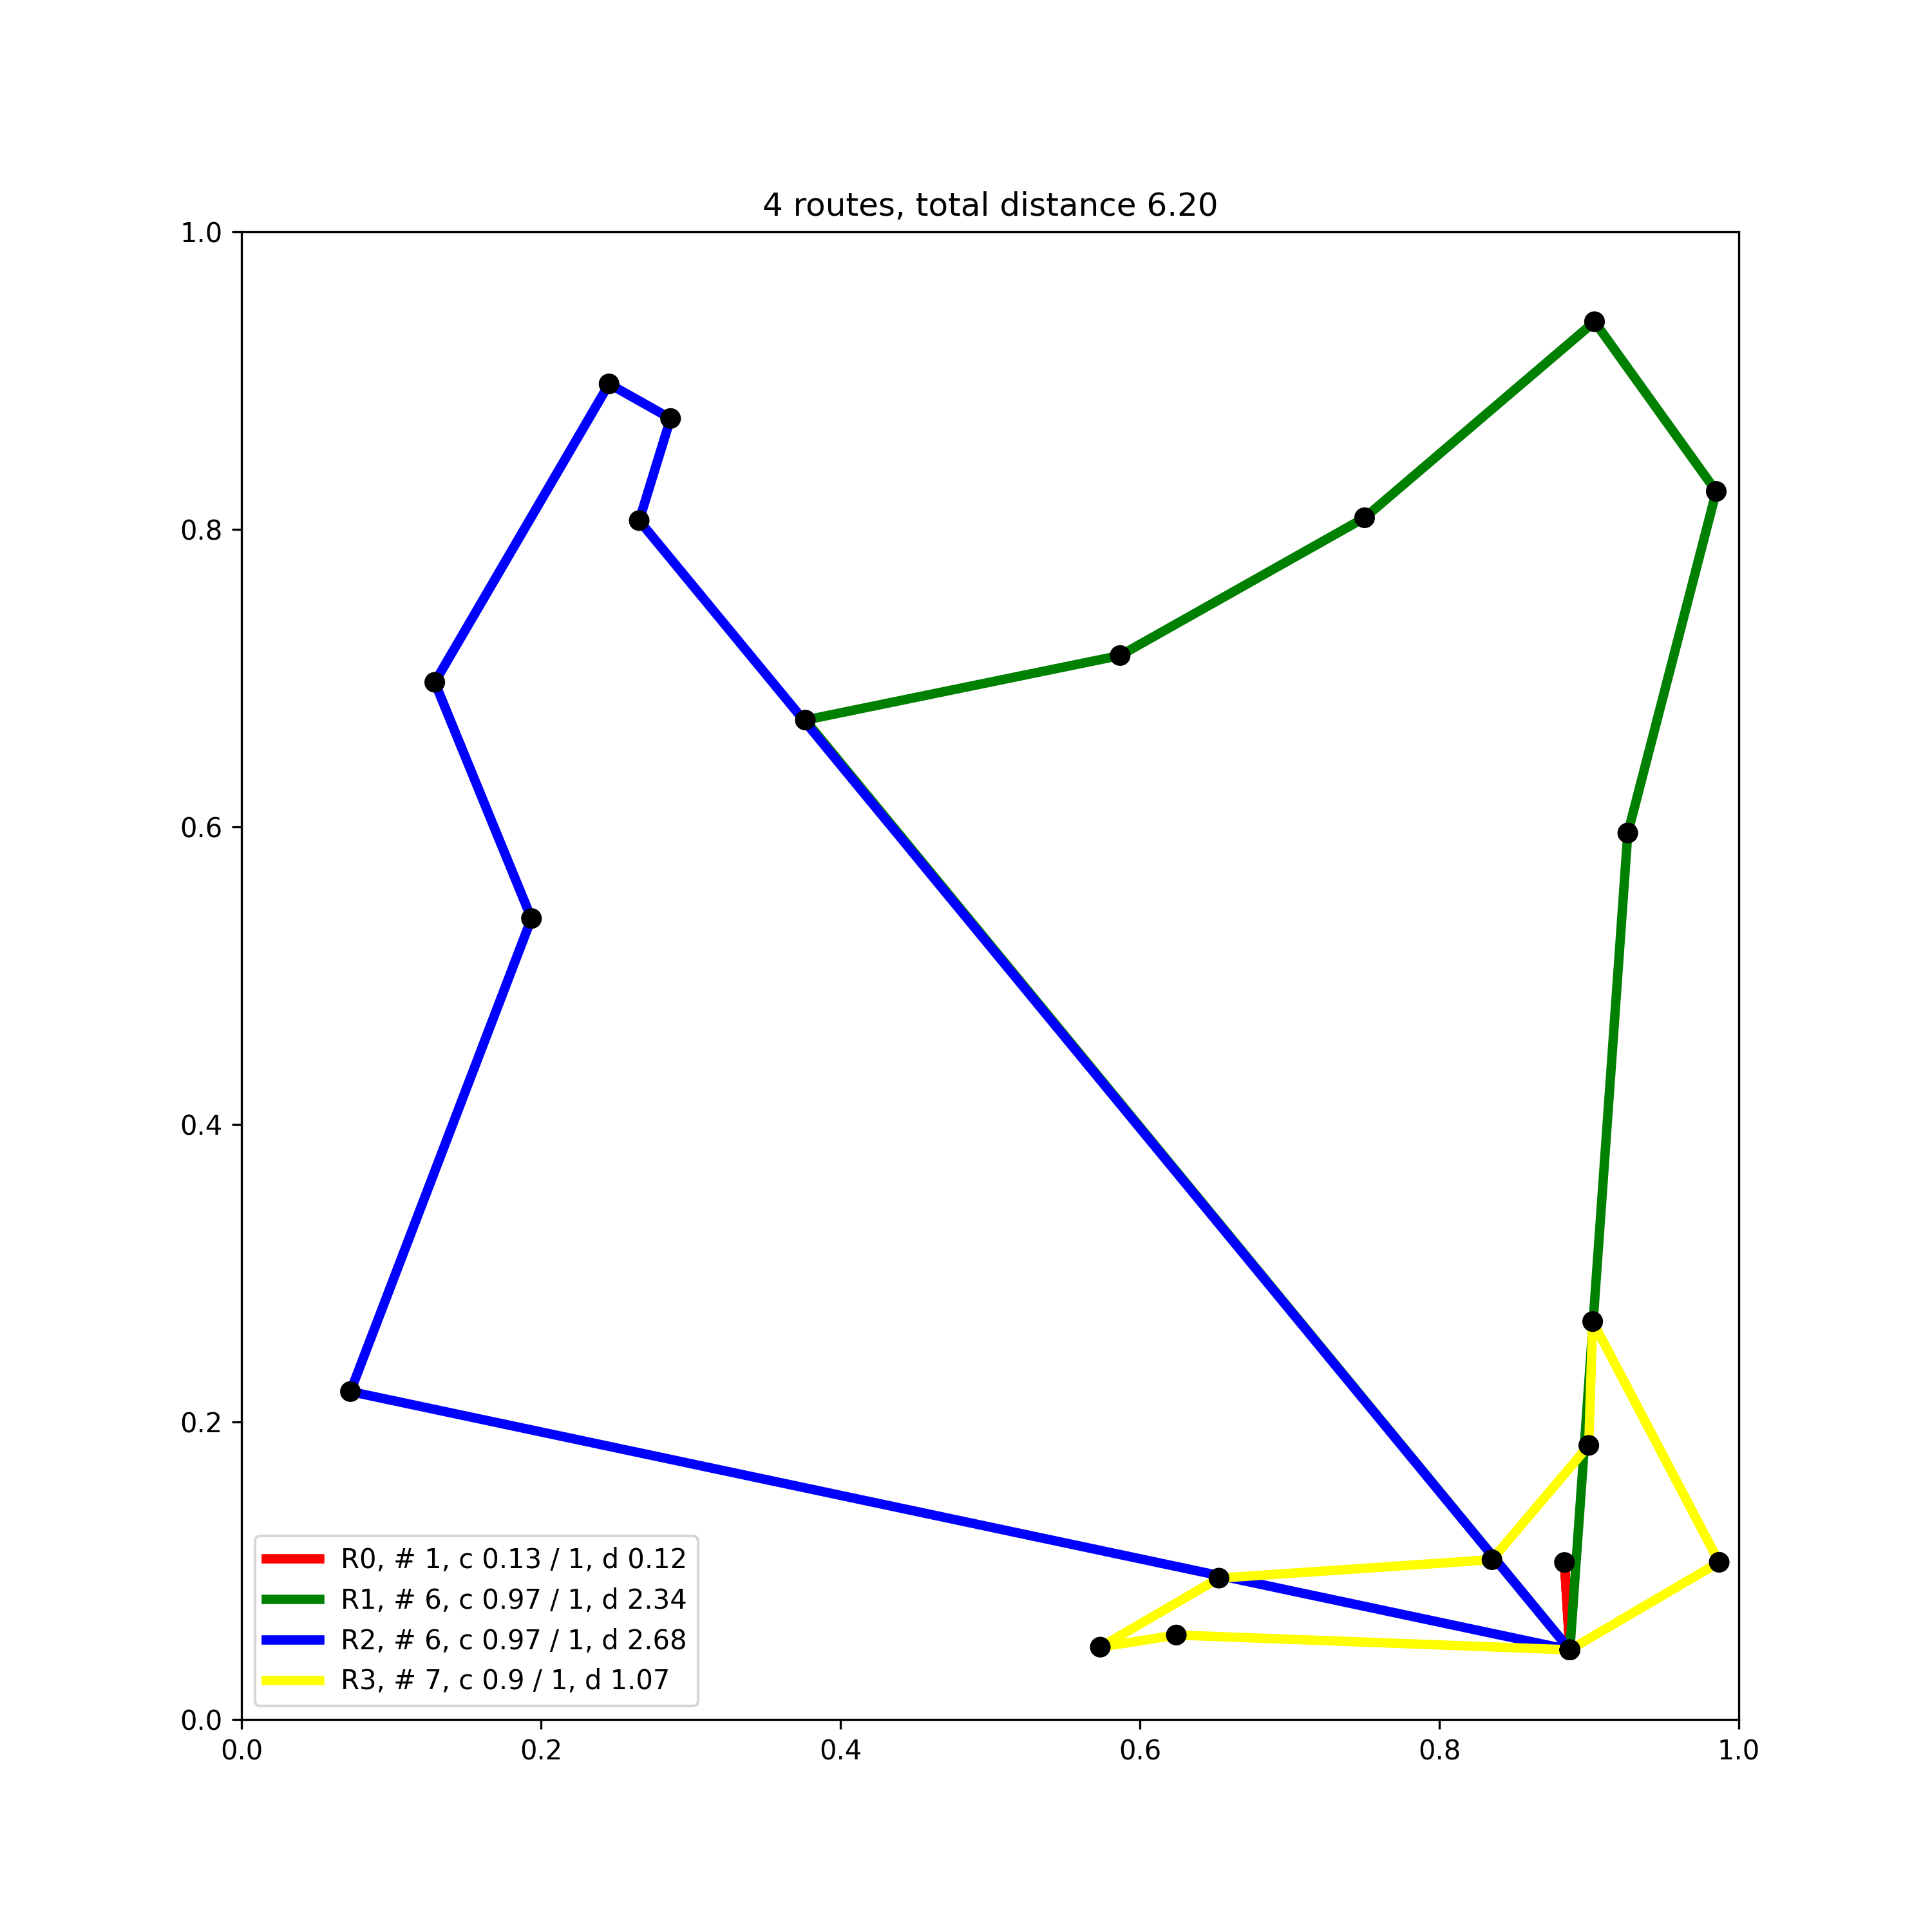 4 routes, total distance 6.20
1.0
0.8
0.6
0.4
0.2
0.0
R0, # 1, c 0.13 / 1, d 0.12
R1, # 6, c 0.97 / 1, d 2.34
R2, # 6, c 0.97 / 1, d 2.68
R3, # 7, c 0.9 / 1, d 1.07
0.0 0.2 0.4 0.6 0.8 1.0